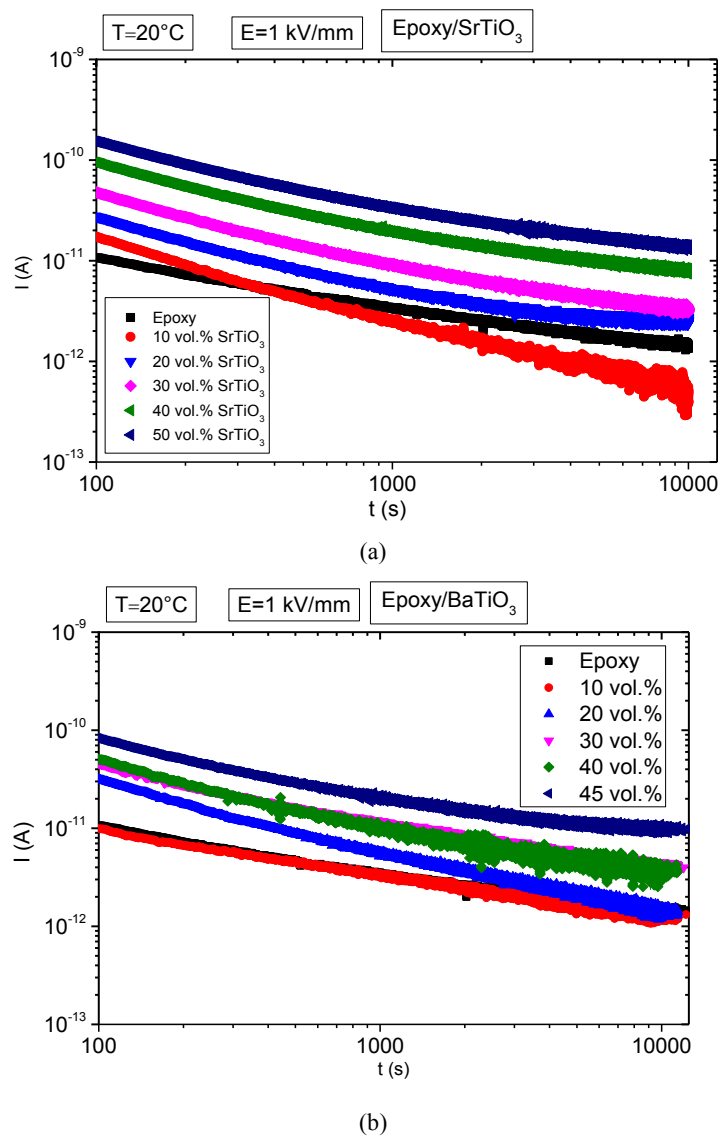 T=20°C E=1 kV/mm Epoxy/SrTiO₃
10⁻⁹
10⁻¹⁰
10⁻¹¹
10⁻¹²
10⁻¹³
I (A)
Epoxy
10 vol.% SrTiO₃
20 vol.% SrTiO₃
30 vol.% SrTiO₃
40 vol.% SrTiO₃
50 vol.% SrTiO₃
100 1000 10000
t (s)
(a)
T=20°C E=1 kV/mm Epoxy/BaTiO₃
10⁻⁹
10⁻¹⁰
10⁻¹¹
10⁻¹²
10⁻¹³
I (A)
Epoxy
10 vol.%
20 vol.%
30 vol.%
40 vol.%
45 vol.%
100 1000 10000
t (s)
(b)